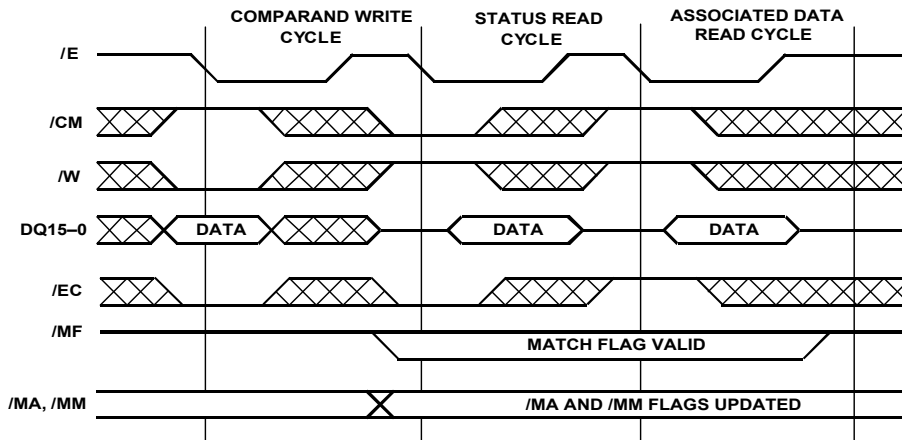 COMPARAND WRITE
CYCLE
STATUS READ
CYCLE
ASSOCIATED DATA
READ CYCLE
/E
/CM
/W
DQ15–0
DATA
DATA
DATA
/EC
/MF
MATCH FLAG VALID
/MA, /MM
/MA AND /MM FLAGS UPDATED